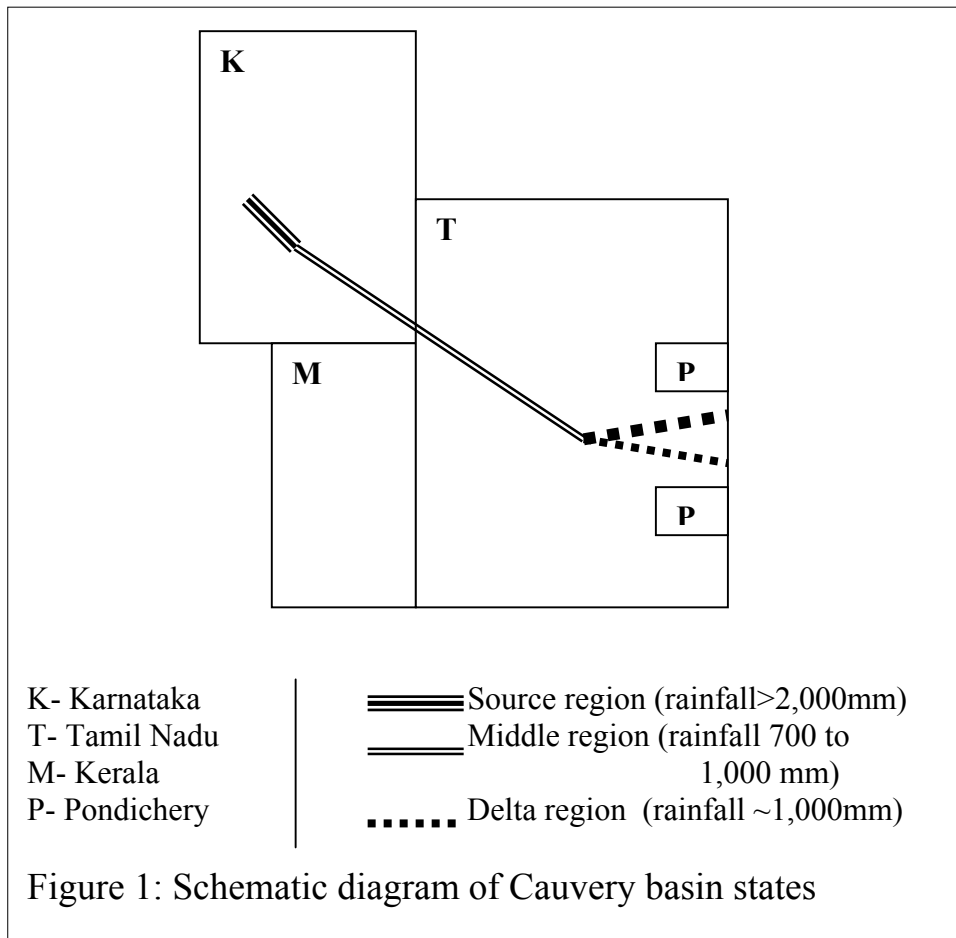 K
T
M
P
P
K- Karnataka
T- Tamil Nadu
M- Kerala
P- Pondichery
Source region (rainfall>2,000mm)
Middle region (rainfall 700 to
1,000 mm)
Delta region (rainfall ~1,000mm)
Figure 1: Schematic diagram of Cauvery basin states